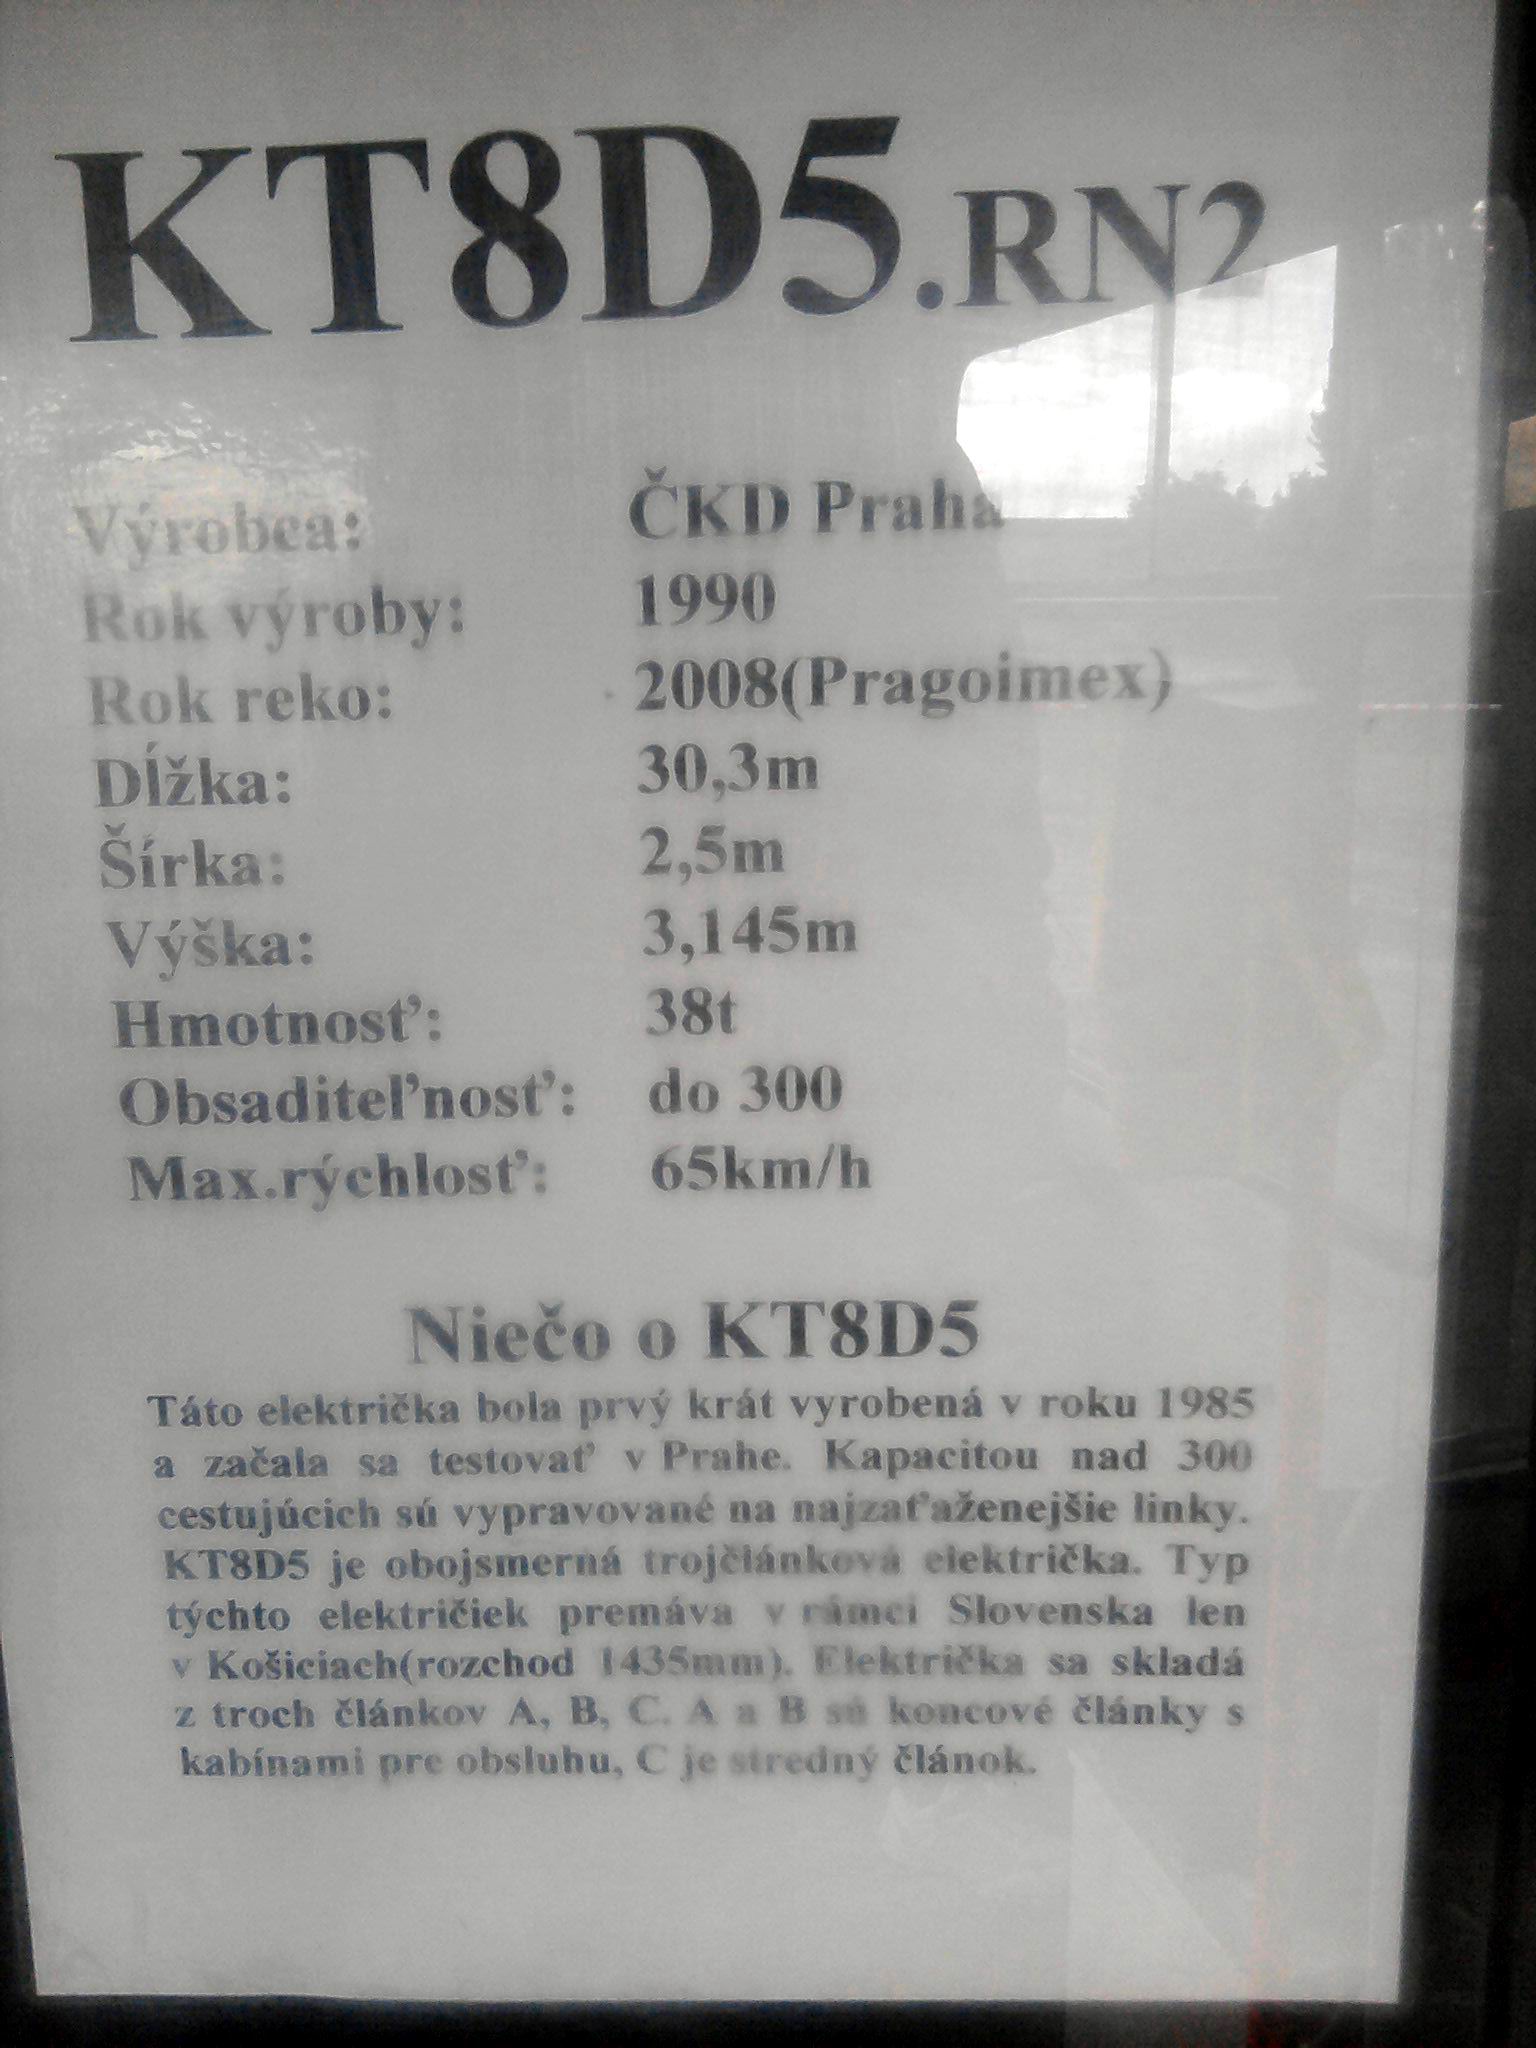 KT8D5.RN2
Výrobca: ČKD Praha
Rok výroby: 1990
Rok reko: 2008(Pragoimex)
Dĺžka: 30,3m
Šírka: 2,5m
Výška: 3,145m
Hmotnosť: 38t
Obsaditeľnosť: do 300
Max.rýchlosť: 65km/h
Niečo o KT8D5
Táto električka bola prvý krát vyrobená v roku 1985
a začala sa testovať v Prahe. Kapacitou nad 300
cestujúcich sú vypravované na najzaťaženejšie linky.
KT8D5 je obojsmerná trojčlánková električka. Typ
týchto električiek premáva v rámci Slovenska len
v Košiciach(rozchod 1435mm). Električka sa skladá
z troch článkov A, B, C. A a B sú koncové články s
kabínami pre obsluhu, C je stredný článok.